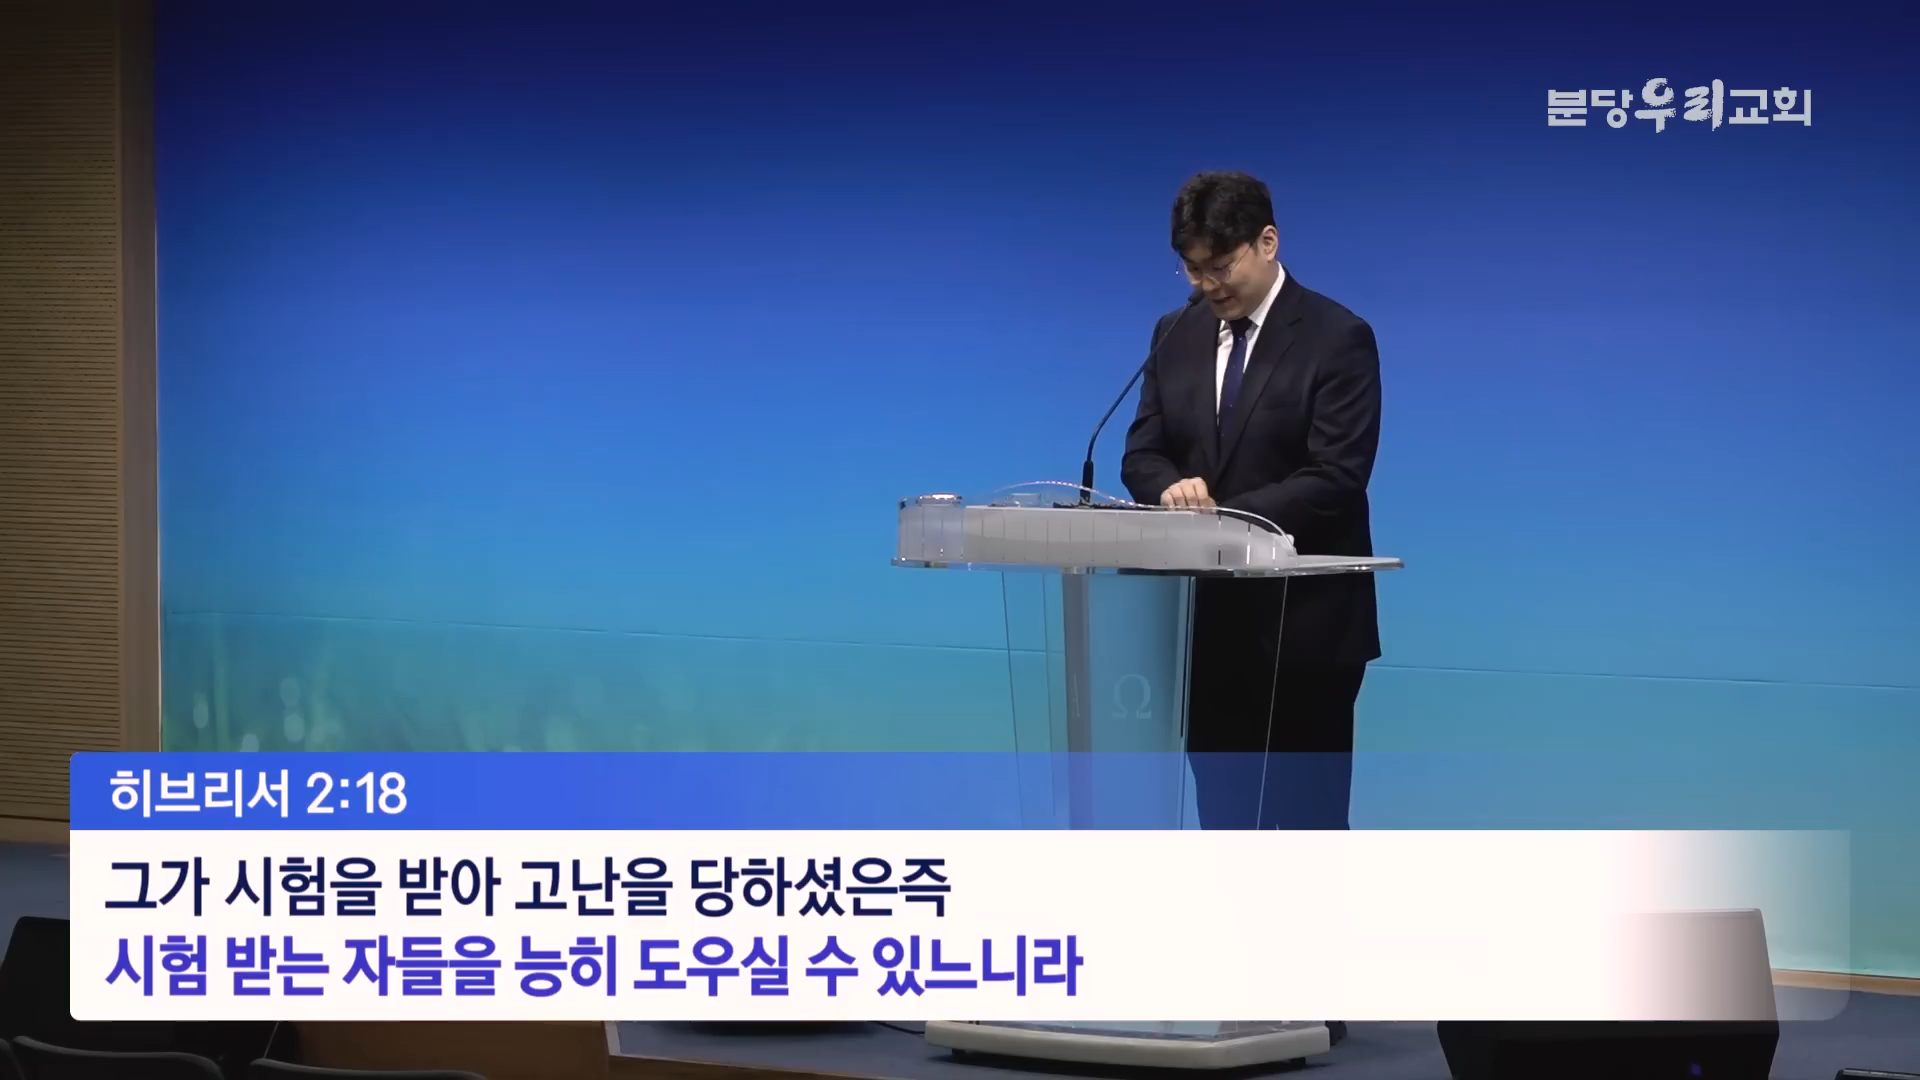 분당우리교회
Ω
히브리서 2:18
그가 시험을 받아 고난을 당하셨은즉
시험 받는 자들을 능히 도우실 수 있느니라